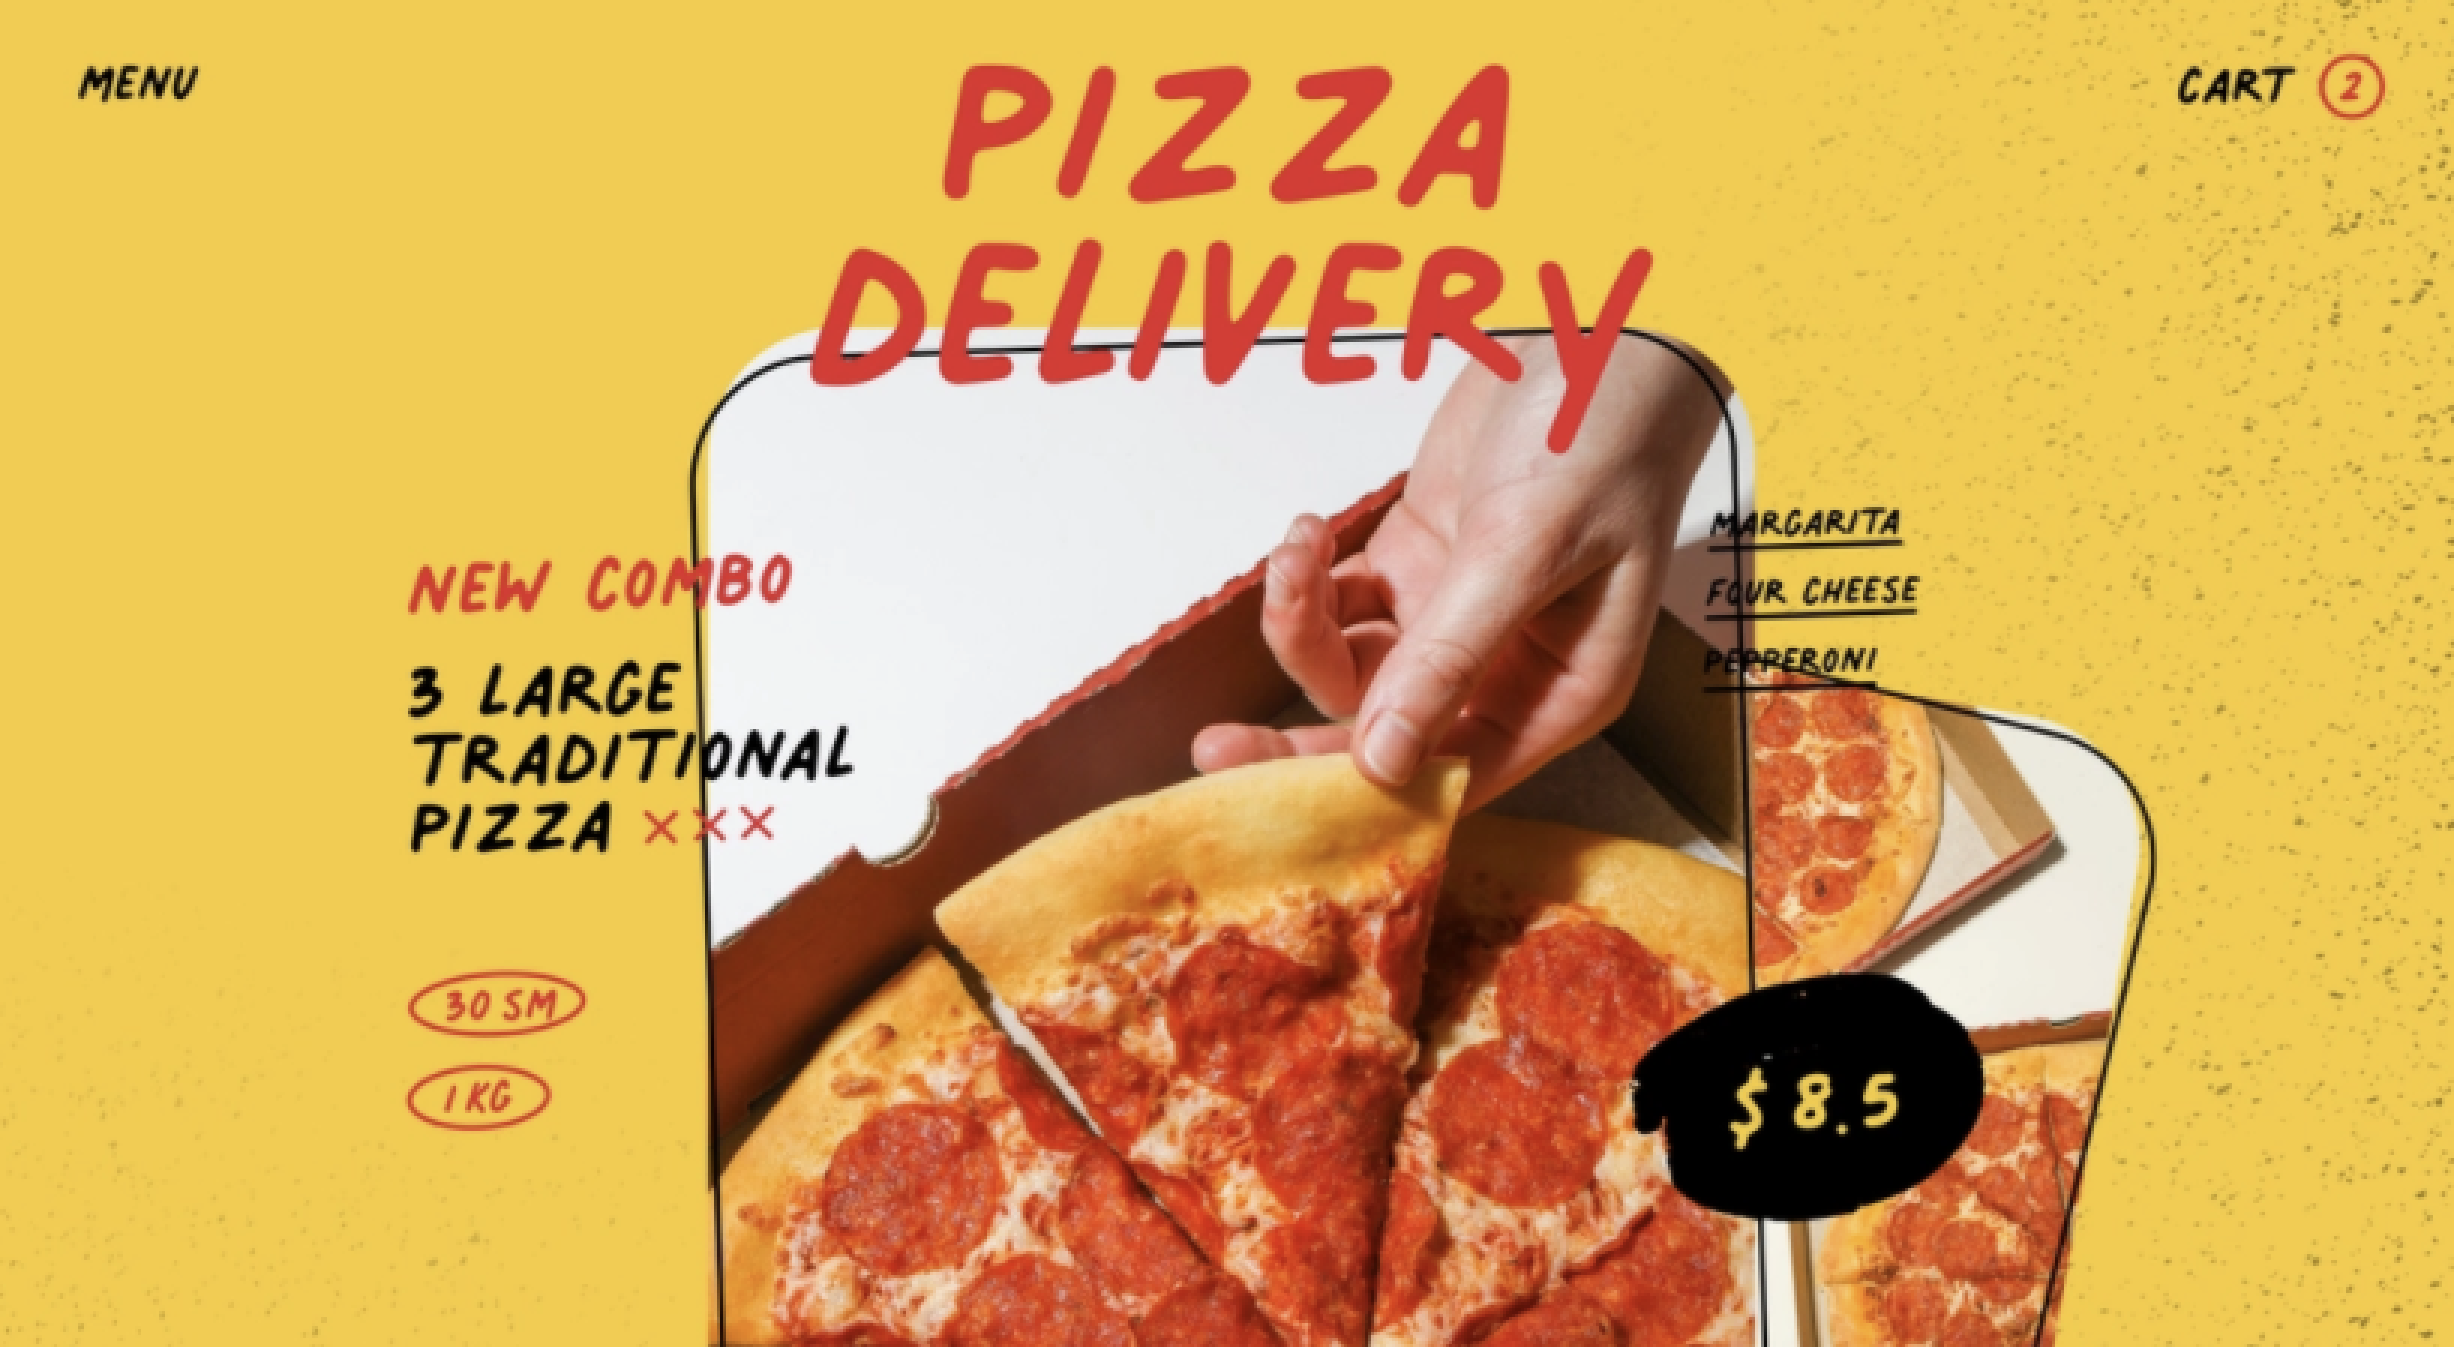 MENU
CART 2
PIZZA
DELIVERY
MARGARITA
FOUR CHEESE
PEPPERONI
NEW COMBO
3 LARGE
TRADITIONAL
PIZZA ×××
30 SM
1 KG
$8.5